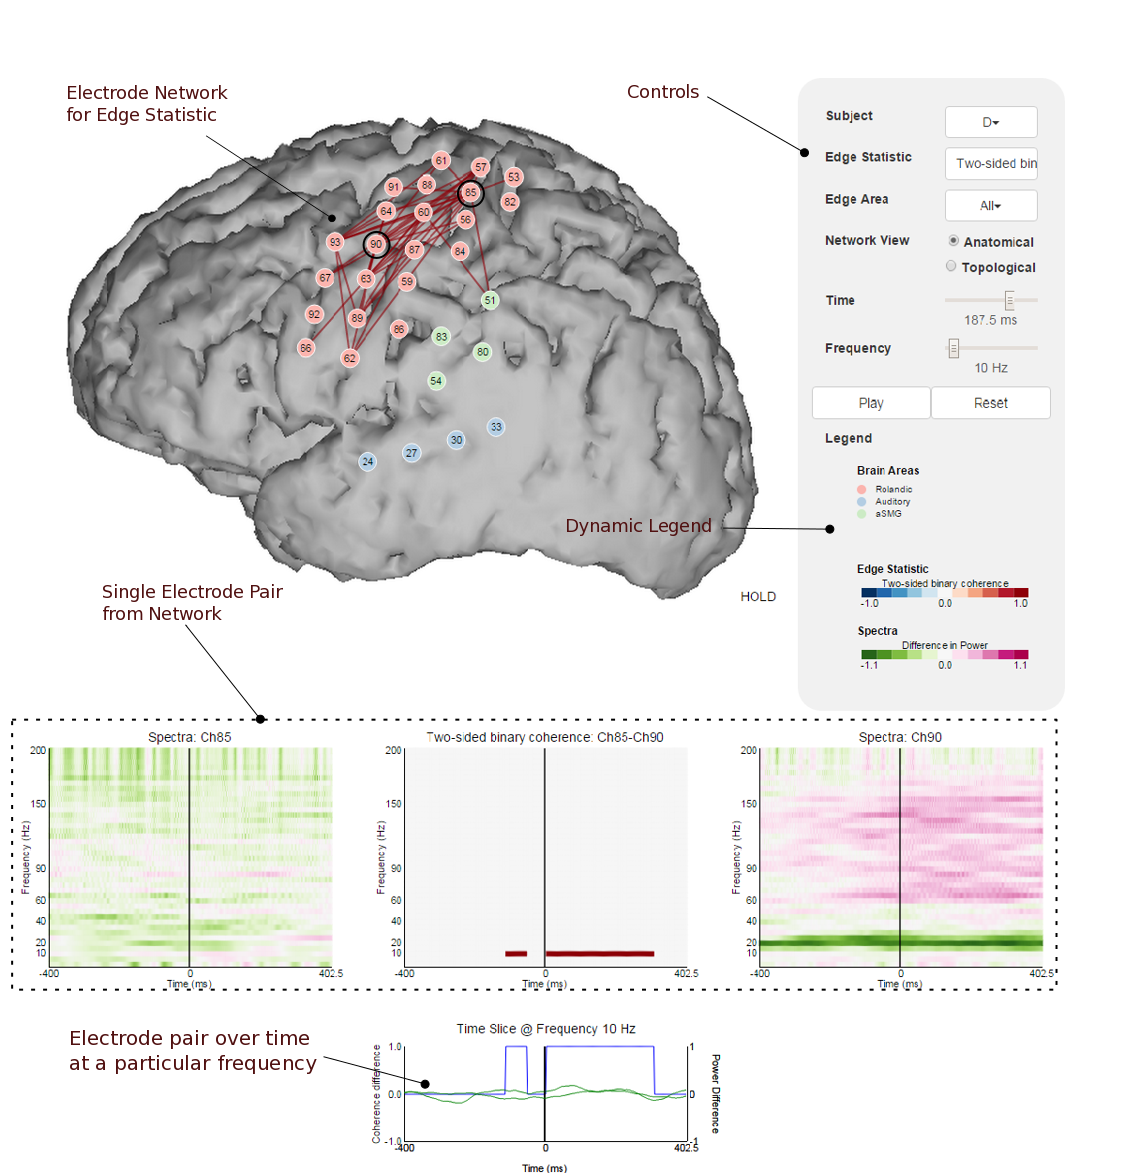 Electrode Network
for Edge Statistic
Controls
61
57
53
91
88
85
82
64
60
56
93
90
87
84
67
63
59
51
92
89
86
83
66
62
80
54
33
30
27
24
Subject
D
Edge Statistic
Two-sided bin
Edge Area
All
Network View
Anatomical
Topological
Time
187.5 ms
Frequency
10 Hz
Play
Reset
Legend
Brain Areas
Rolandic
Auditory
aSMG
Dynamic Legend
Edge Statistic
Two-sided binary coherence
-1.0 0.0 1.0
Spectra
Difference in Power
-1.1 0.0 1.1
HOLD
Single Electrode Pair
from Network
Spectra: Ch85
200
150
90
60
40
20
10
Frequency (Hz)
-400 0 402.5
Time (ms)
Two-sided binary coherence: Ch85-Ch90
200
150
90
60
40
20
10
Frequency (Hz)
-400 0 402.5
Time (ms)
Spectra: Ch90
200
150
90
60
40
20
10
Frequency (Hz)
-400 0 402.5
Time (ms)
Electrode pair over time
at a particular frequency
Time Slice @ Frequency 10 Hz
1.0
0.0
-1.0
Coherence difference
1
0
-1
Power Difference
-400 0 402.5
Time (ms)